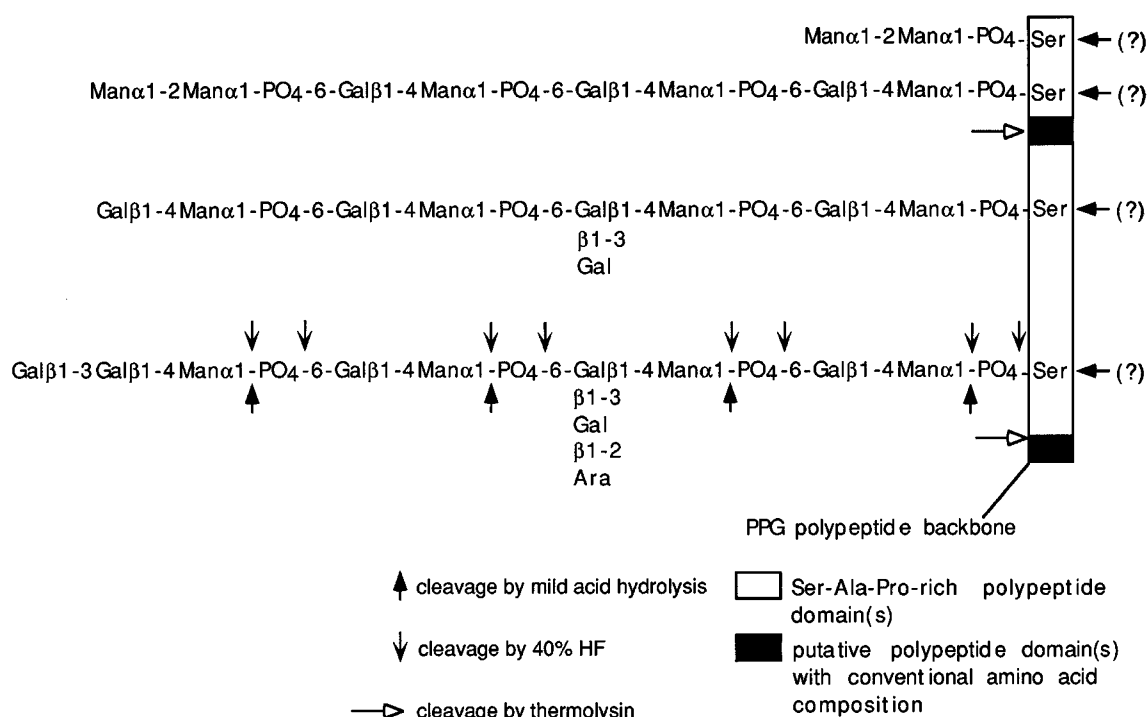 Manα1-2Manα1-PO4-Ser (?)
Manα1-2Manα1-PO4-6-Galβ1-4Manα1-PO4-6-Galβ1-4Manα1-PO4-6-Galβ1-4Manα1-PO4-Ser (?)
Galβ1-4Manα1-PO4-6-Galβ1-4Manα1-PO4-6-Galβ1-4Manα1-PO4-6-Galβ1-4Manα1-PO4-Ser (?)
β1-3
Gal
Galβ1-3Galβ1-4Manα1-PO4-6-Galβ1-4Manα1-PO4-6-Galβ1-4Manα1-PO4-6-Galβ1-4Manα1-PO4-Ser (?)
β1-3
Gal
β1-2
Ara
PPG polypeptide backbone
cleavage by mild acid hydrolysis
cleavage by 40% HF
cleavage by thermolysin
Ser-Ala-Pro-rich polypeptide
domain(s)
putative polypeptide domain(s)
with conventional amino acid
composition